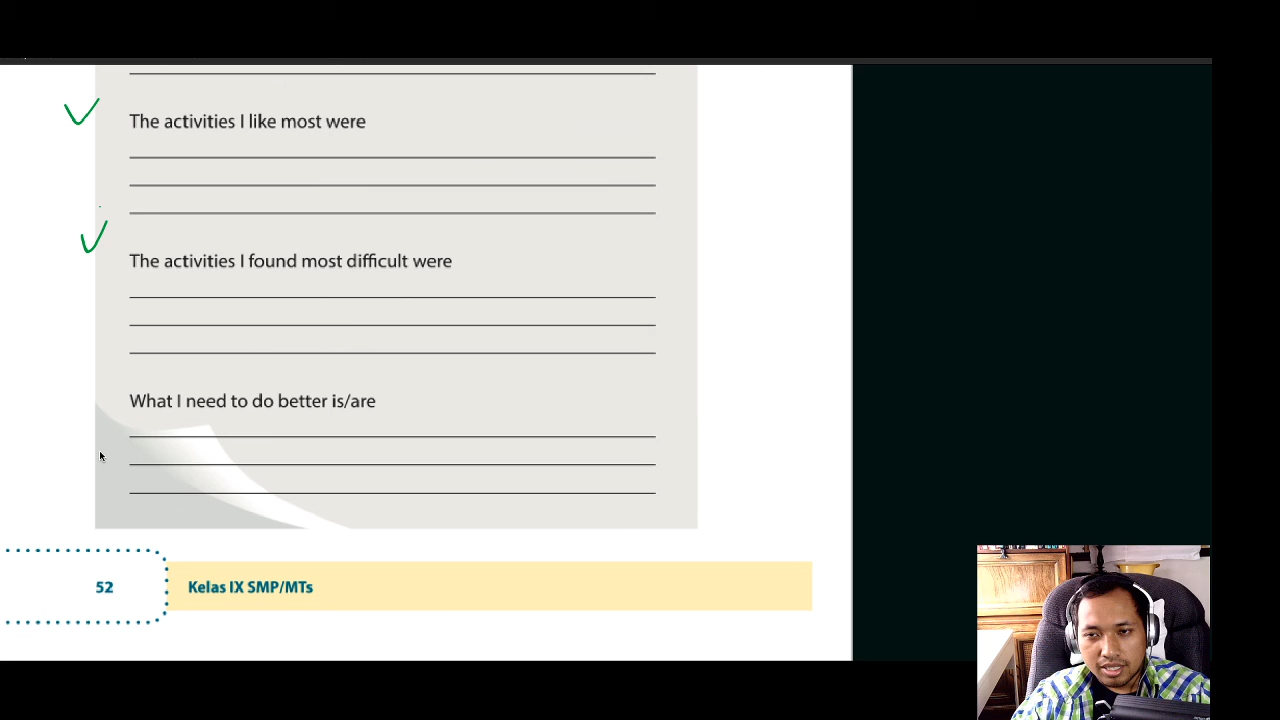 The activities I like most were
The activities I found most difficult were
What I need to do better is/are
52
Kelas IX SMP/MTs